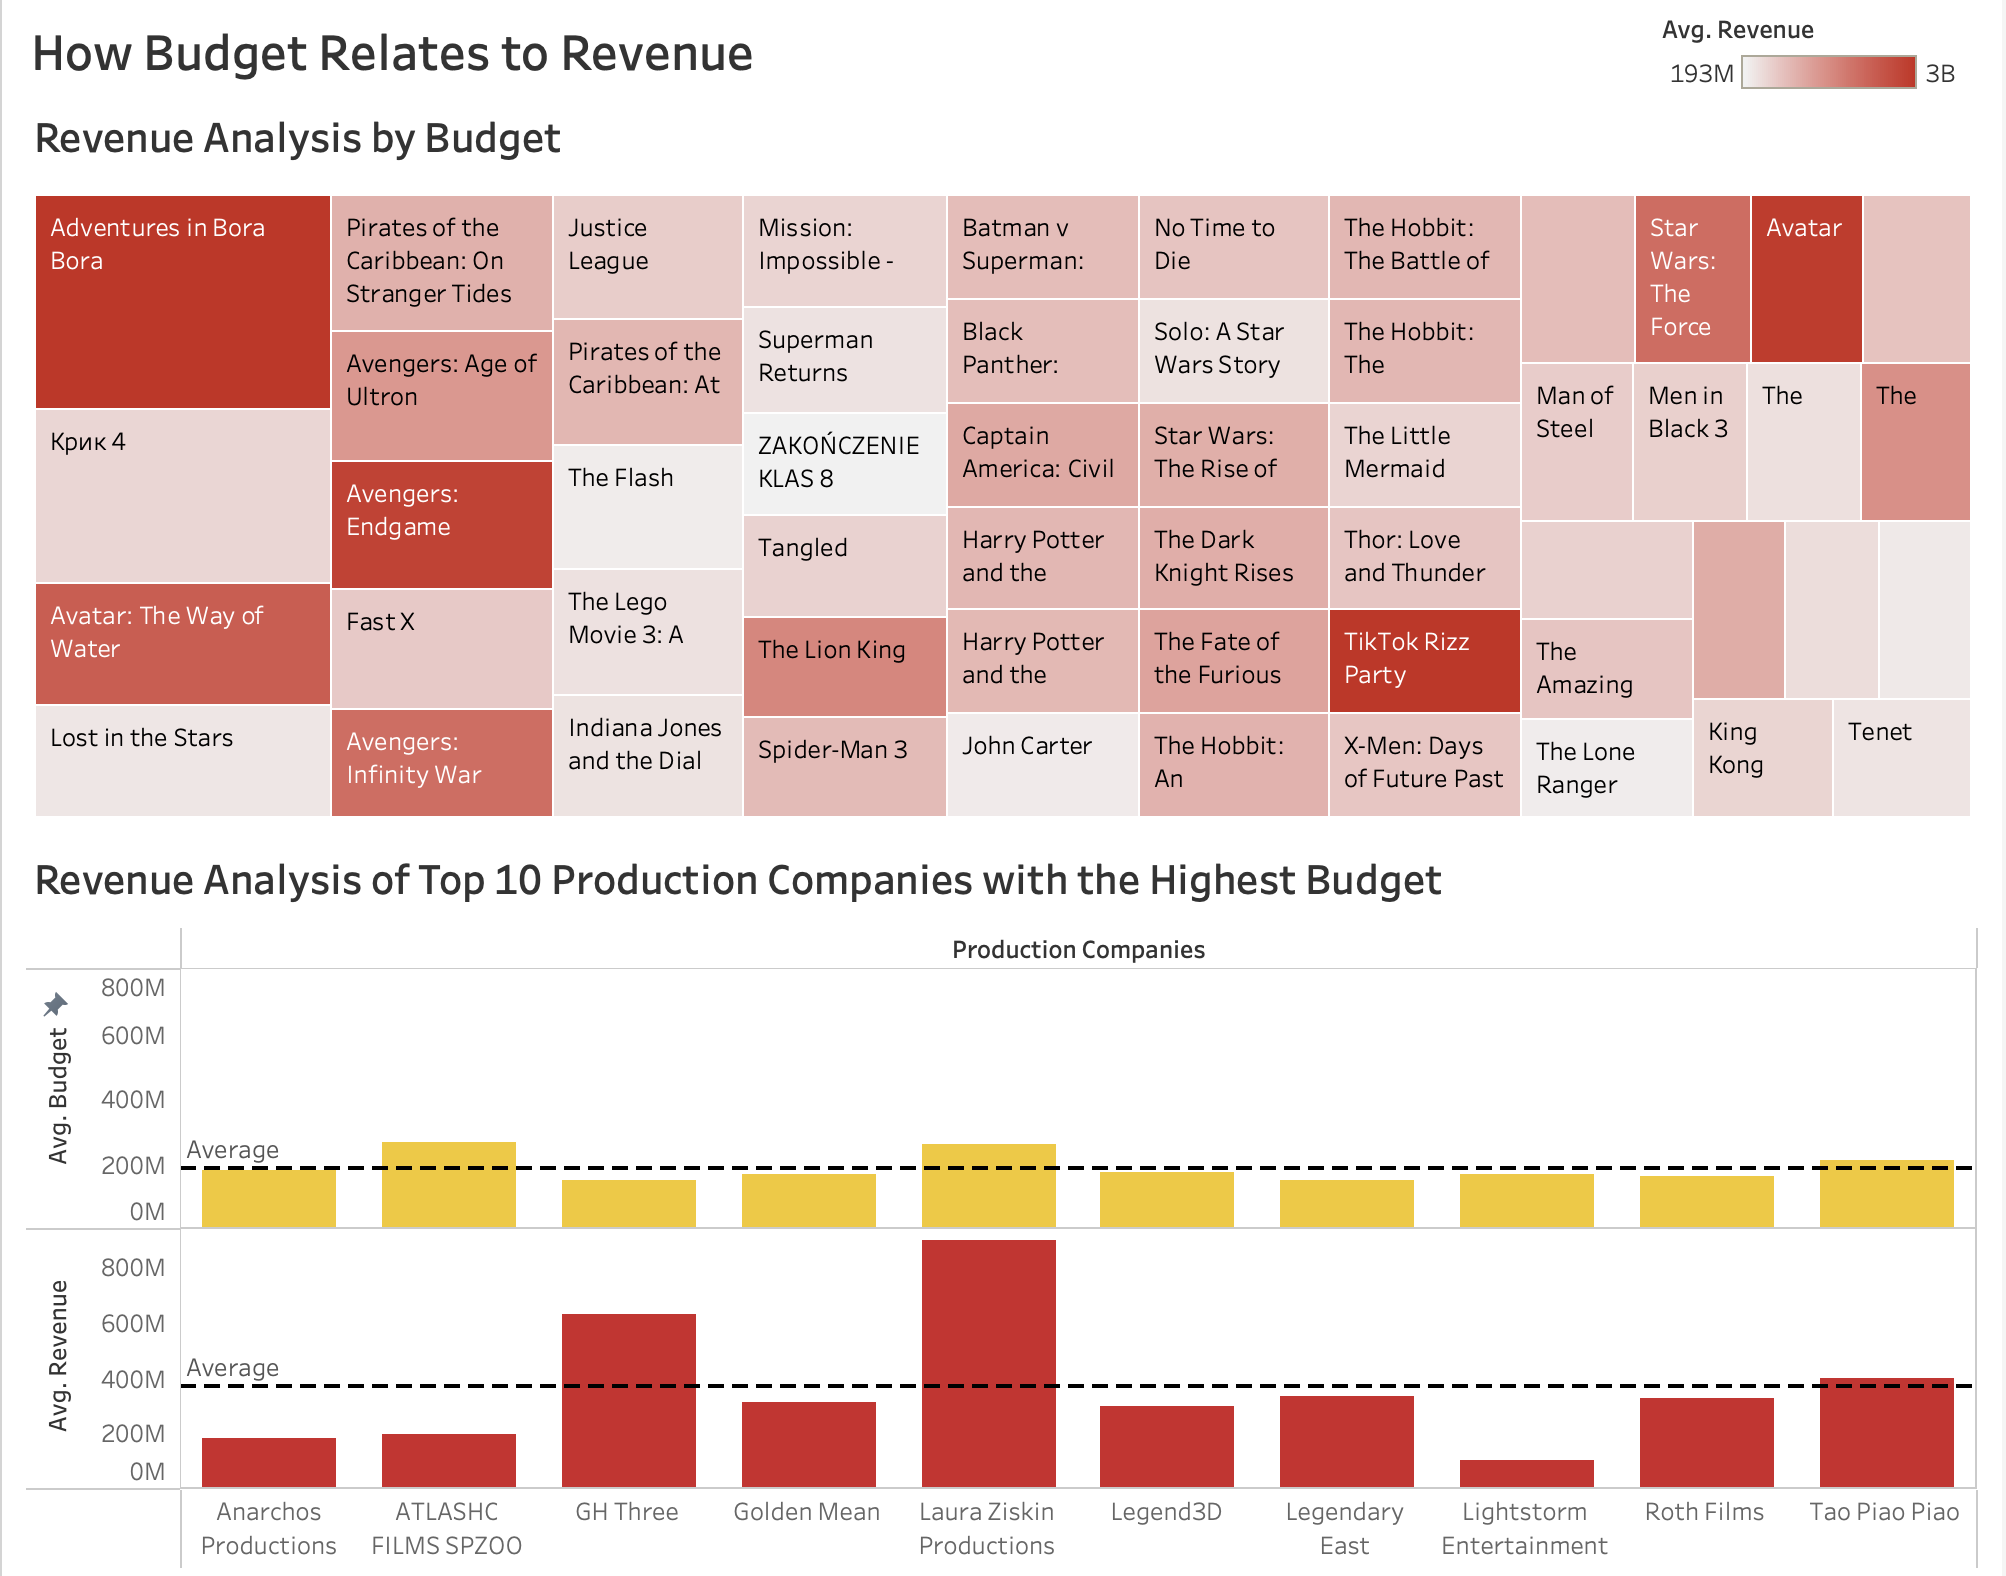 How Budget Relates to Revenue
Avg. Revenue
193M
3B
Revenue Analysis by Budget
Adventures in Bora
Bora
Крик 4
Avatar: The Way of
Water
Lost in the Stars
Pirates of the
Caribbean: On
Stranger Tides
Avengers: Age of
Ultron
Avengers:
Endgame
Fast X
Avengers:
Infinity War
Justice
League
Pirates of the
Caribbean: At
The Flash
The Lego
Movie 3: A
Indiana Jones
and the Dial
Mission:
Impossible -
Superman
Returns
ZAKOŃCZENIE
KLAS 8
Tangled
The Lion King
Spider-Man 3
Batman v
Superman:
Black
Panther:
Captain
America: Civil
Harry Potter
and the
Harry Potter
and the
John Carter
No Time to
Die
Solo: A Star
Wars Story
Star Wars:
The Rise of
The Dark
Knight Rises
The Fate of
the Furious
The Hobbit:
An
The Hobbit:
The Battle of
The Hobbit:
The
The Little
Mermaid
Thor: Love
and Thunder
TikTok Rizz
Party
X-Men: Days
of Future Past
Star
Wars:
The
Force
Avatar
Man of
Steel
Men in
Black 3
The
The
The
Amazing
The Lone
Ranger
King
Kong
Tenet
Revenue Analysis of Top 10 Production Companies with the Highest Budget
Production Companies
Avg. Budget
800M
600M
400M
200M
0M
Average
Avg. Revenue
800M
600M
400M
200M
0M
Average
Anarchos
Productions
ATLASHC
FILMS SPZOO
GH Three
Golden Mean
Laura Ziskin
Productions
Legend3D
Legendary
East
Lightstorm
Entertainment
Roth Films
Tao Piao Piao